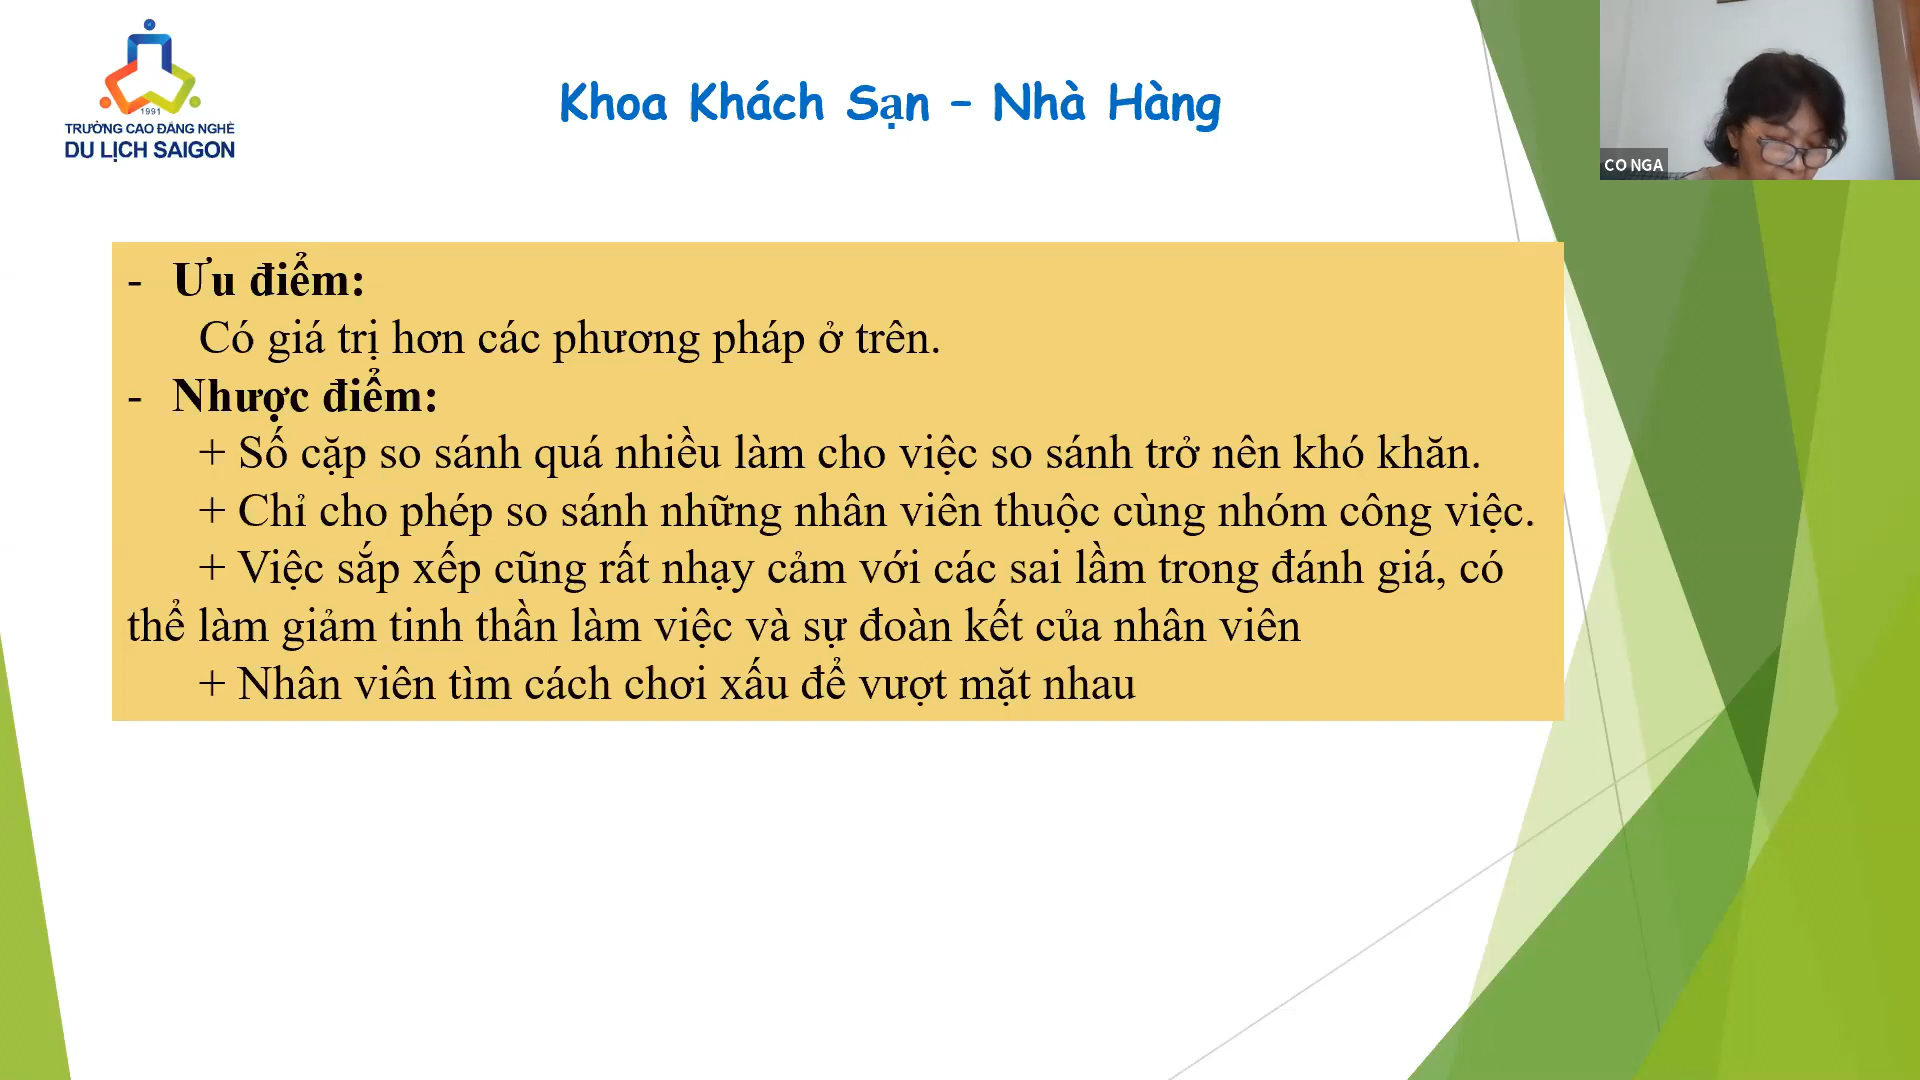 1991
TRƯỜNG CAO ĐẲNG NGHỀ
DU LỊCH SAIGON
Khoa Khách Sạn – Nhà Hàng
CO NGA
- Ưu điểm:
Có giá trị hơn các phương pháp ở trên.
- Nhược điểm:
+ Số cặp so sánh quá nhiều làm cho việc so sánh trở nên khó khăn.
+ Chỉ cho phép so sánh những nhân viên thuộc cùng nhóm công việc.
+ Việc sắp xếp cũng rất nhạy cảm với các sai lầm trong đánh giá, có
thể làm giảm tinh thần làm việc và sự đoàn kết của nhân viên
+ Nhân viên tìm cách chơi xấu để vượt mặt nhau